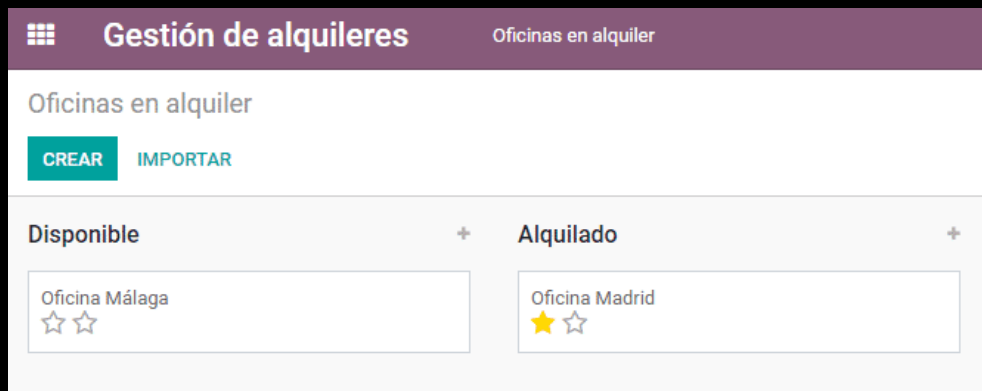 Gestión de alquileres
Oficinas en alquiler
Oficinas en alquiler
CREAR
IMPORTAR
Disponible
Alquilado
Oficina Málaga
Oficina Madrid